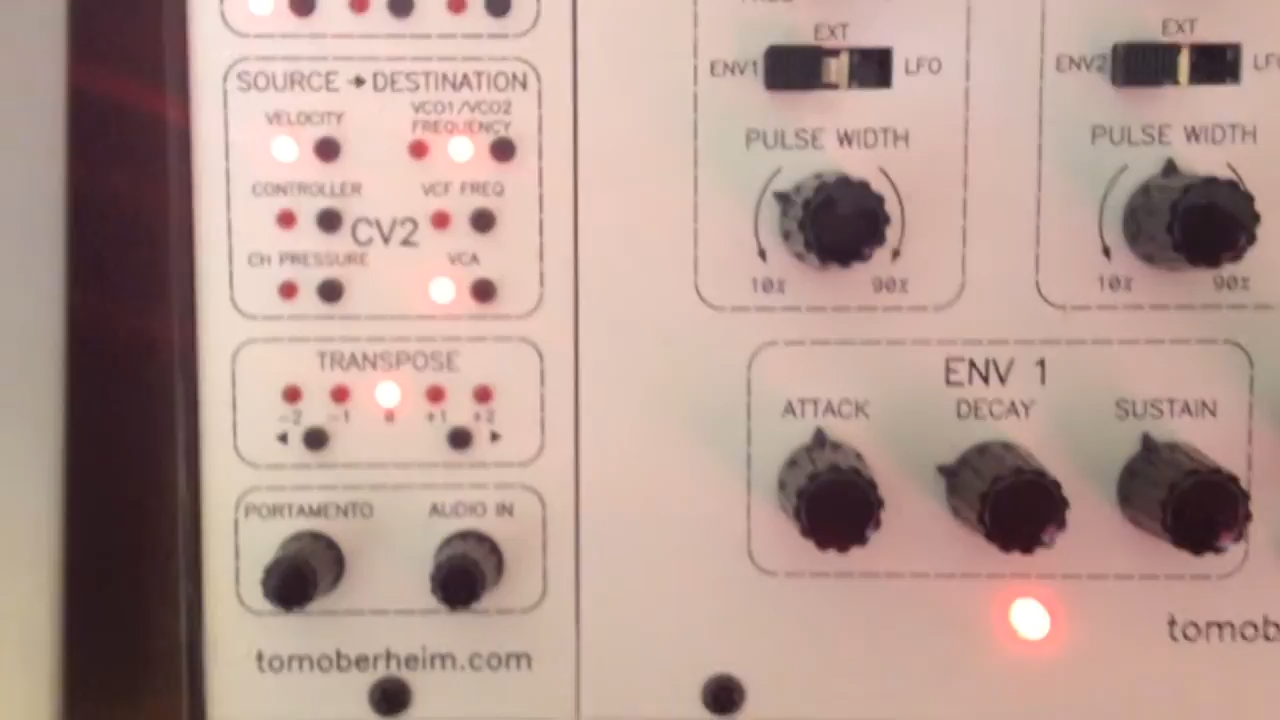 SOURCE → DESTINATION
VELOCITY
VCO1/VCO2
FREQUENCY
CONTROLLER
VCF FREQ
CV2
CH PRESSURE
VCA
TRANSPOSE
-2 -1 +1 +2
PORTAMENTO
AUDIO IN
tomoberheim.com
EXT
ENV1
LFO
PULSE WIDTH
10% 90%
EXT
ENV2
PULSE WIDTH
10% 90%
ENV 1
ATTACK
DECAY
SUSTAIN
tomob